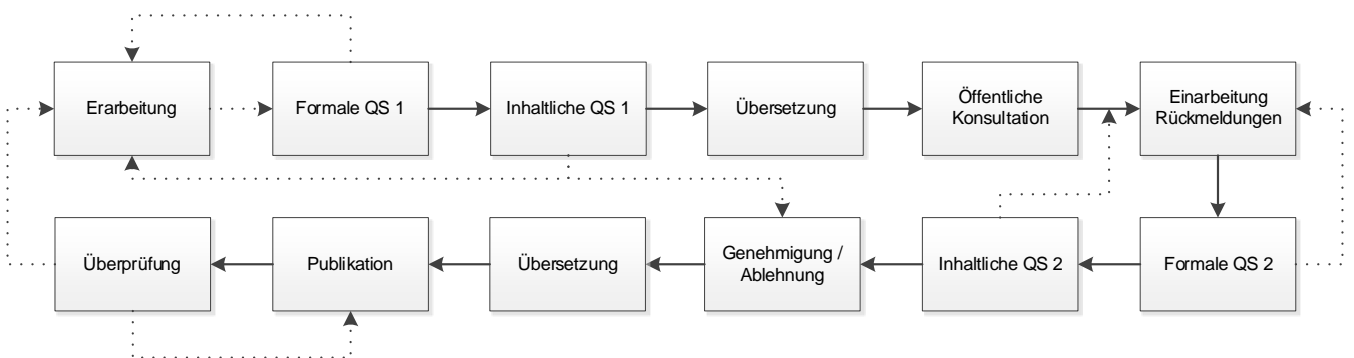 Erarbeitung
Formale QS 1
Inhaltliche QS 1
Übersetzung
Öffentliche
Konsultation
Einarbeitung
Rückmeldungen
Überprüfung
Publikation
Übersetzung
Genehmigung /
Ablehnung
Inhaltliche QS 2
Formale QS 2